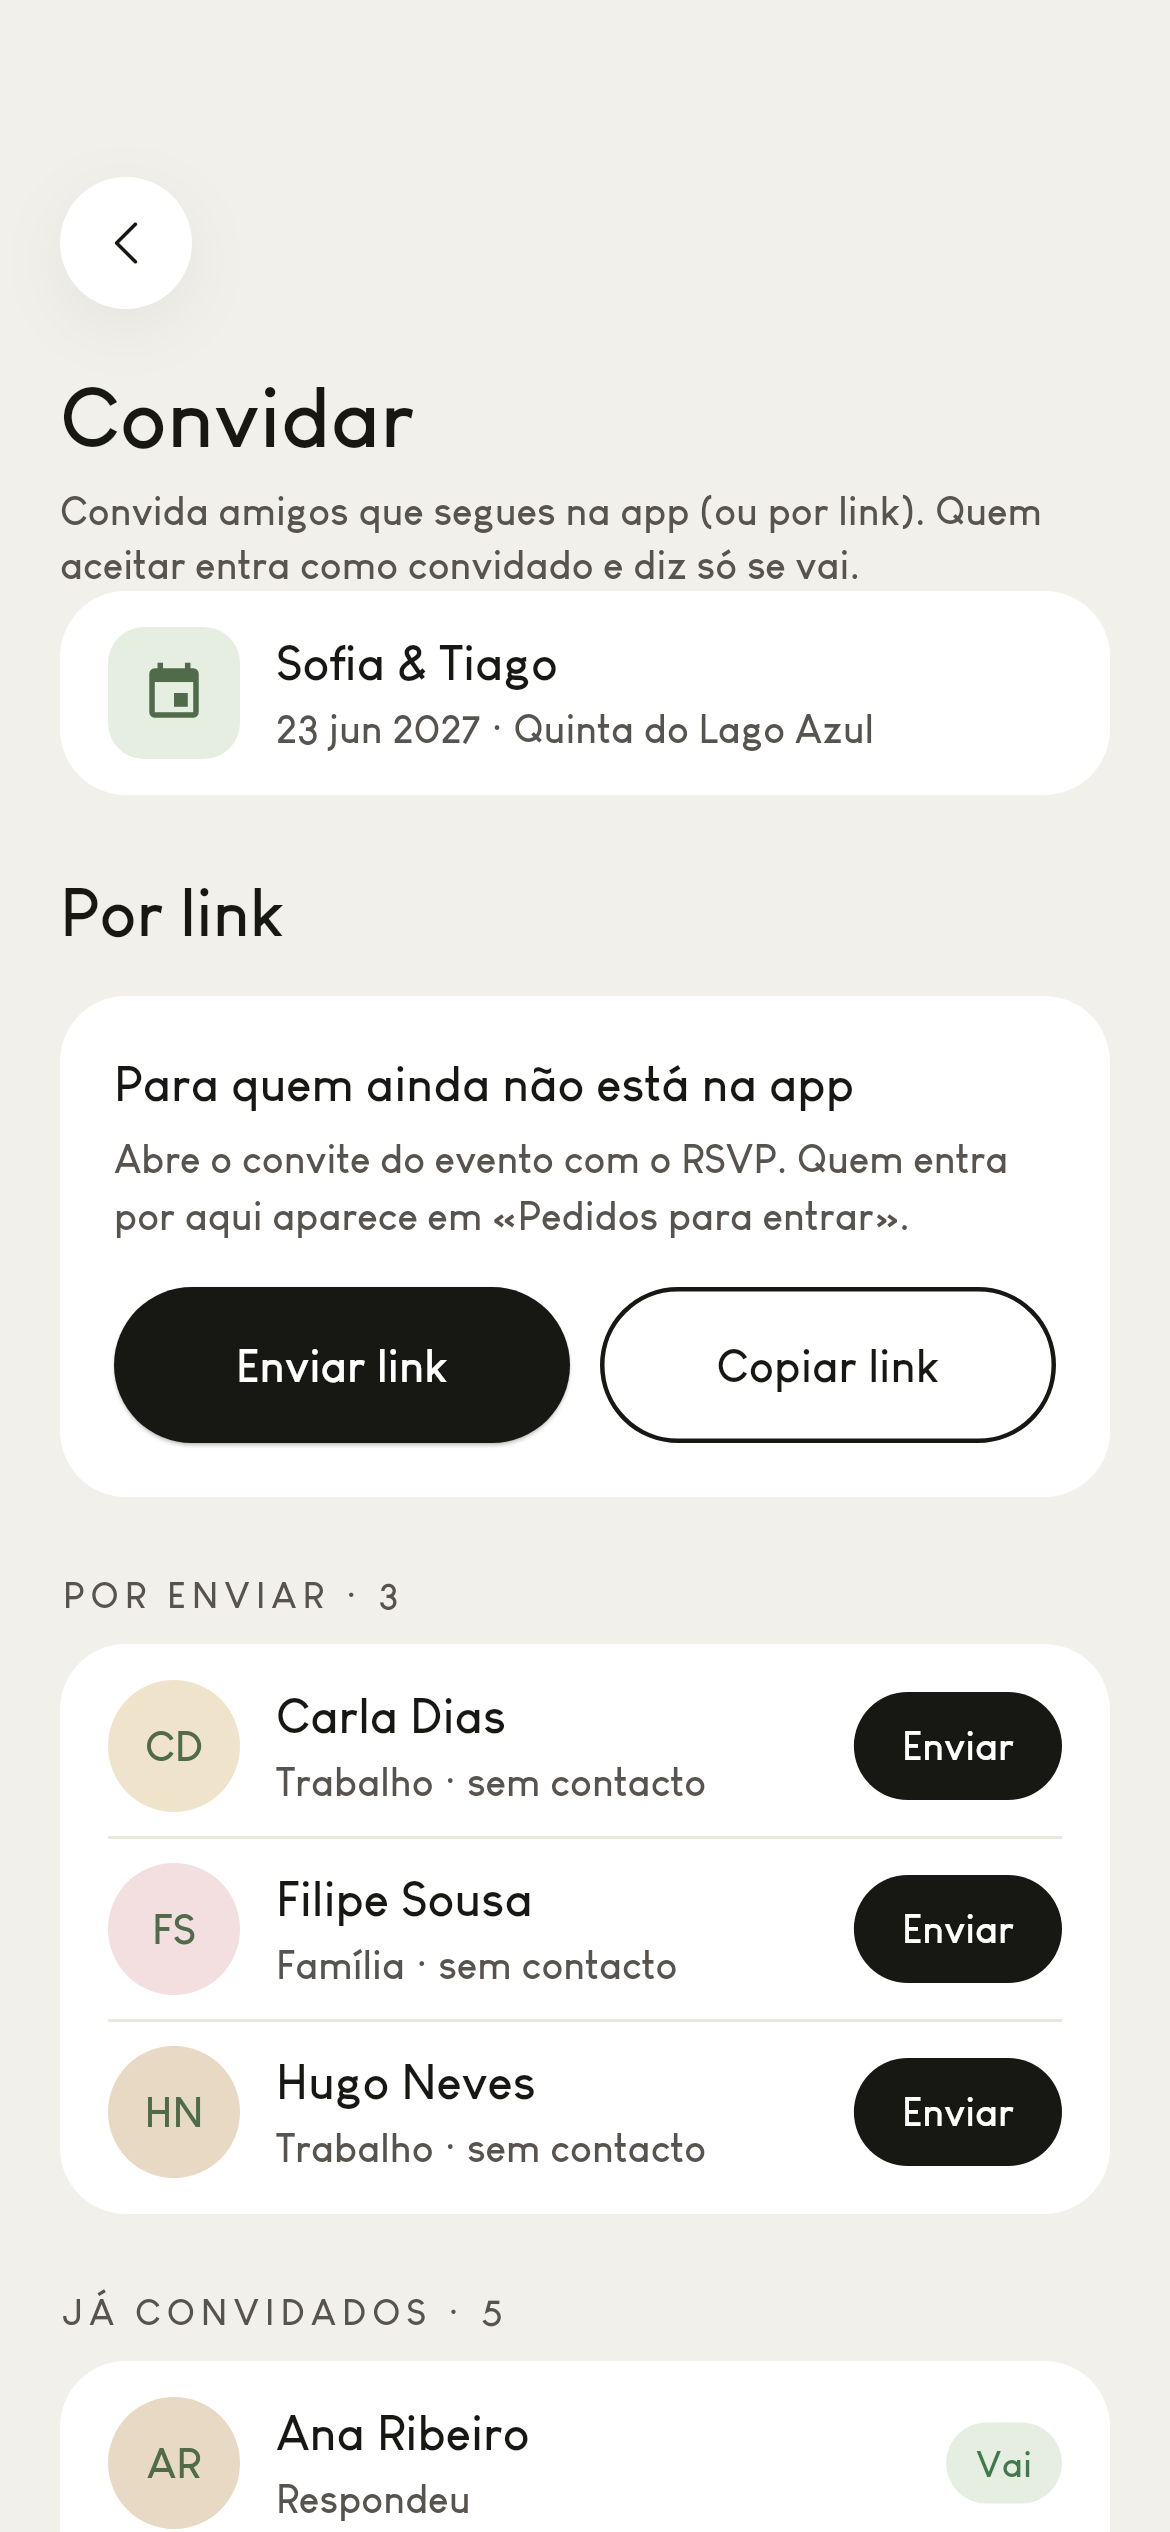 Convidar
Convida amigos que segues na app (ou por link). Quem
aceitar entra como convidado e diz só se vai.
Sofia & Tiago
23 jun 2027 · Quinta do Lago Azul
Por link
Para quem ainda não está na app
Abre o convite do evento com o RSVP. Quem entra
por aqui aparece em «Pedidos para entrar».
Enviar link
Copiar link
POR ENVIAR · 3
CD
Carla Dias
Trabalho · sem contacto
Enviar
FS
Filipe Sousa
Família · sem contacto
Enviar
HN
Hugo Neves
Trabalho · sem contacto
Enviar
JÁ CONVIDADOS · 5
AR
Ana Ribeiro
Respondeu
Vai